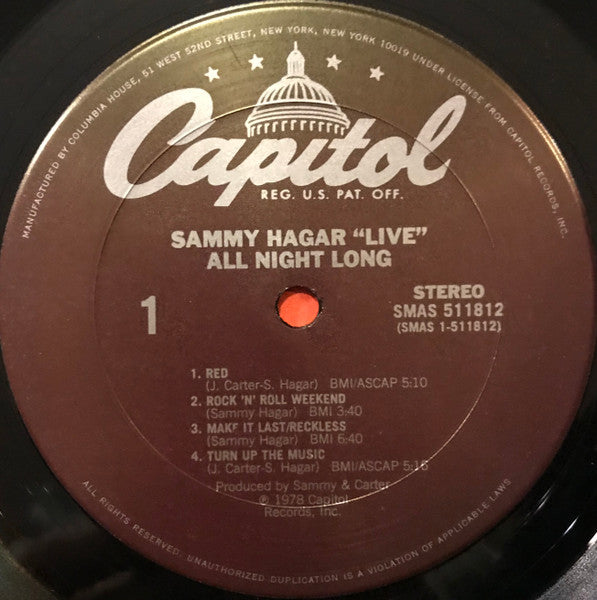 MANUFACTURED BY COLUMBIA HOUSE, 51 WEST 52ND STREET, NEW YORK, NEW YORK 10019 UNDER LICENSE FROM CAPITOL RECORDS, INC.
Capitol
REG. U.S. PAT. OFF.
SAMMY HAGAR "LIVE"
ALL NIGHT LONG
1
STEREO
SMAS 511812
(SMAS 1-511812)
1. RED
(J. Carter-S. Hagar) BMI/ASCAP 5:10
2. ROCK 'N' ROLL WEEKEND
(Sammy Hagar) BMI 3:40
3. MAKE IT LAST/RECKLESS
(Sammy Hagar) BMI 6:40
4. TURN UP THE MUSIC
(J. Carter-S. Hagar) BMI/ASCAP 5:15
Produced by Sammy & Carter
℗ 1978 Capitol
Records, Inc.
ALL RIGHTS RESERVED. UNAUTHORIZED DUPLICATION IS A VIOLATION OF APPLICABLE LAWS